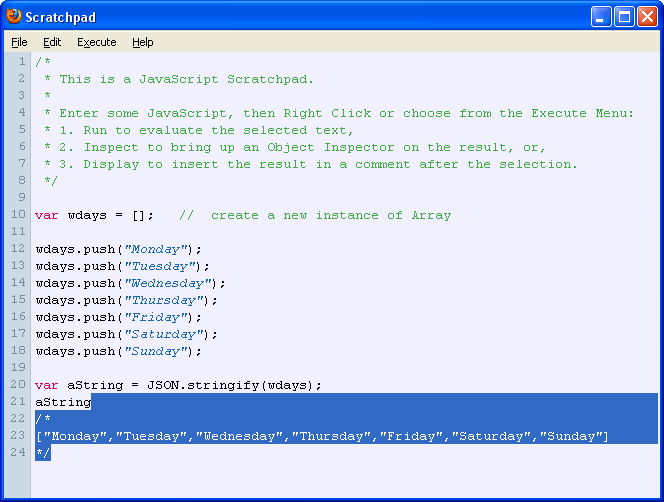 Scratchpad
File Edit Execute Help
1 /*
2  * This is a JavaScript Scratchpad.
3  *
4  * Enter some JavaScript, then Right Click or choose from the Execute Menu:
5  * 1. Run to evaluate the selected text,
6  * 2. Inspect to bring up an Object Inspector on the result, or,
7  * 3. Display to insert the result in a comment after the selection.
8  */
9
10 var wdays = [];   //  create a new instance of Array
11
12 wdays.push("Monday");
13 wdays.push("Tuesday");
14 wdays.push("Wednesday");
15 wdays.push("Thursday");
16 wdays.push("Friday");
17 wdays.push("Saturday");
18 wdays.push("Sunday");
19
20 var aString = JSON.stringify(wdays);
21 aString
22 /*
23 ["Monday","Tuesday","Wednesday","Thursday","Friday","Saturday","Sunday"]
24 */